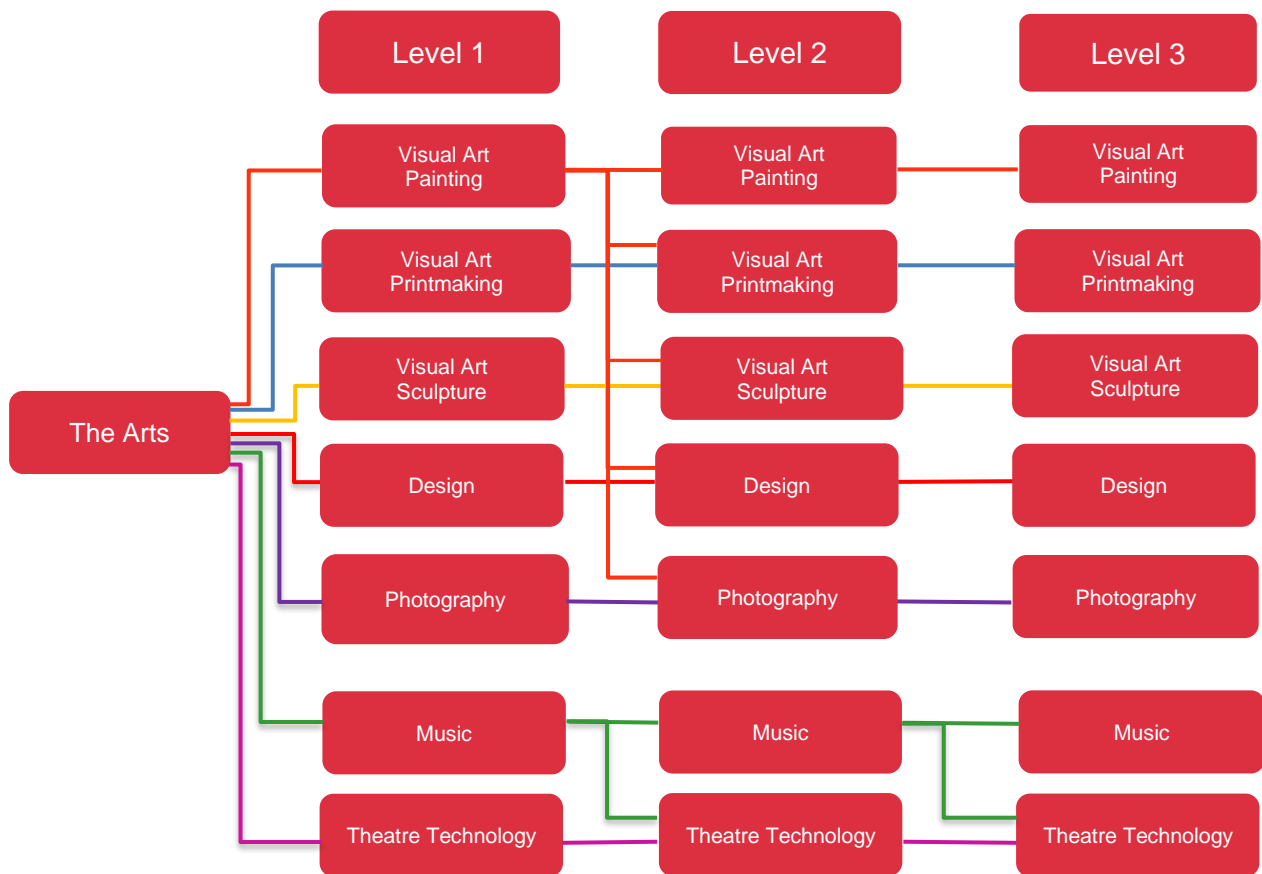 Level 1
Level 2
Level 3
Visual Art
Painting
Visual Art
Painting
Visual Art
Painting
Visual Art
Printmaking
Visual Art
Printmaking
Visual Art
Printmaking
Visual Art
Sculpture
Visual Art
Sculpture
Visual Art
Sculpture
The Arts
Design
Design
Design
Photography
Photography
Photography
Music
Music
Music
Theatre Technology
Theatre Technology
Theatre Technology